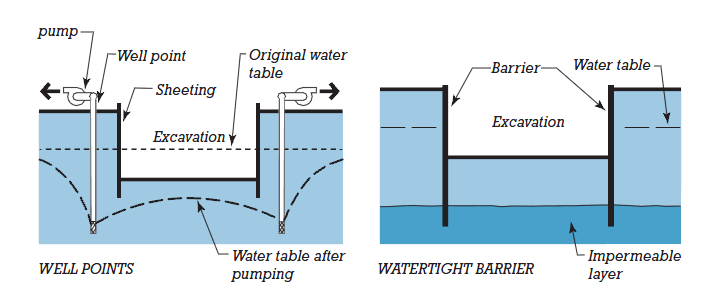 pump
Well point
Original water
table
Sheeting
Excavation
Water table after
pumping
WELL POINTS
Barrier
Water table
Excavation
Impermeable
layer
WATERTIGHT BARRIER